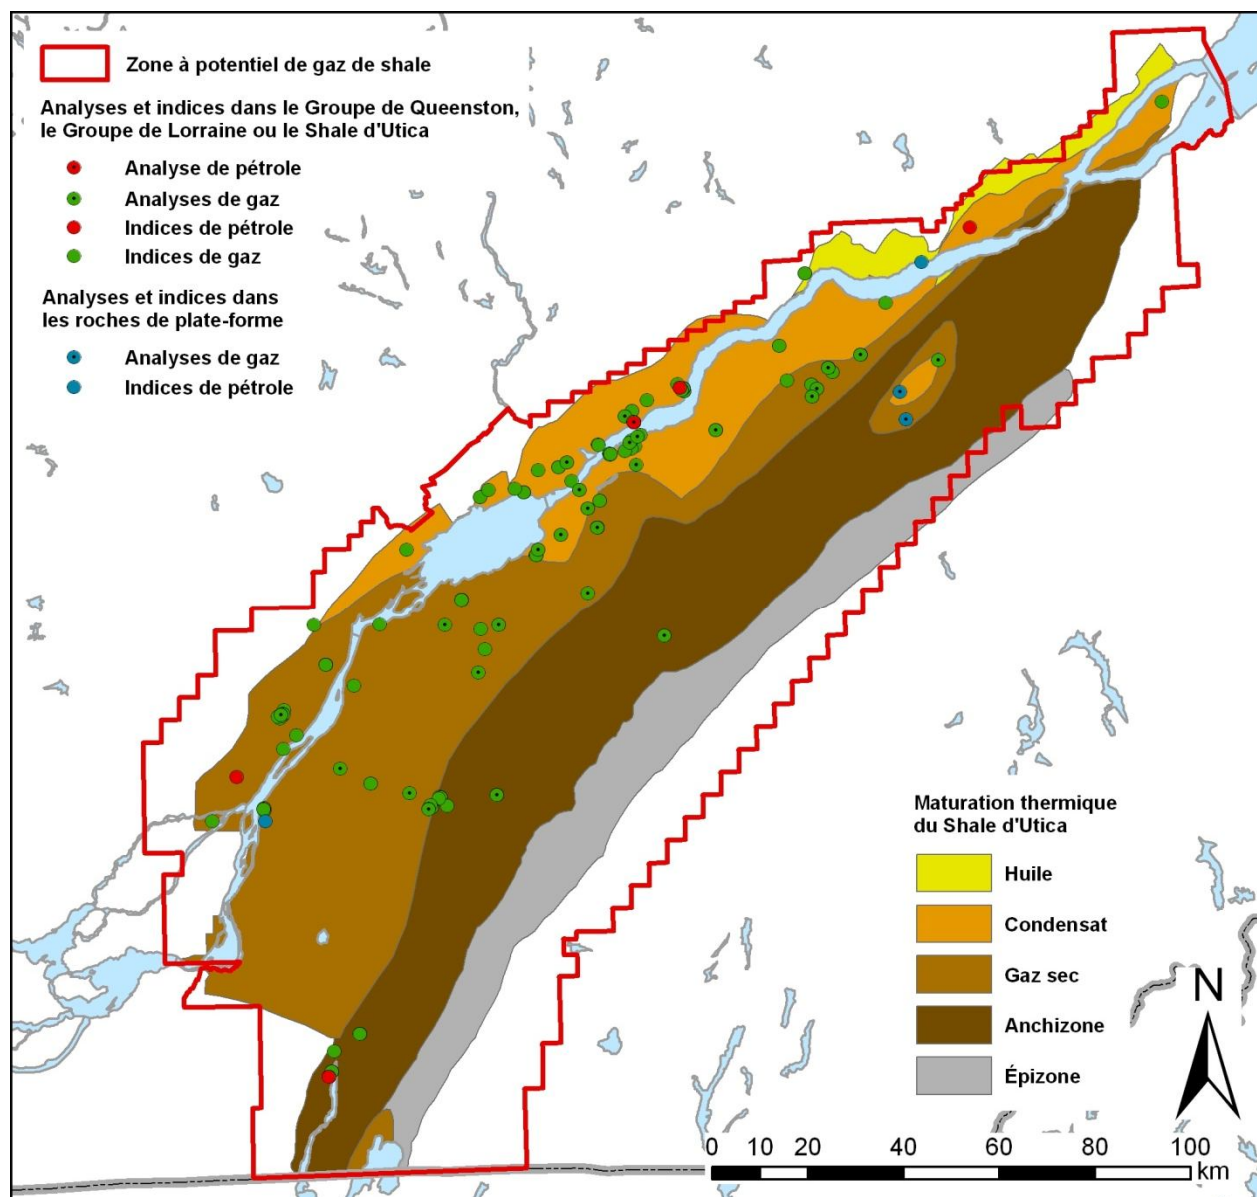 Zone à potentiel de gaz de shale
Analyses et indices dans le Groupe de Queenston,
le Groupe de Lorraine ou le Shale d'Utica
Analyse de pétrole
Analyses de gaz
Indices de pétrole
Indices de gaz
Analyses et indices dans
les roches de plate-forme
Analyses de gaz
Indices de pétrole
Maturation thermique
du Shale d'Utica
Huile
Condensat
Gaz sec
Anchizone
Épizone
N
0 10 20 40 60 80 100
km